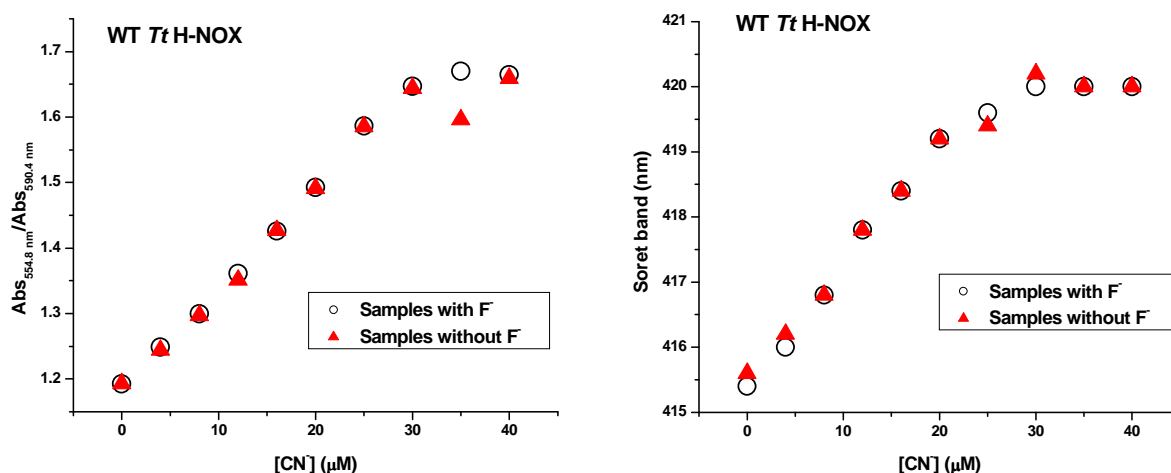 WT Tt H-NOX
1.7
1.6
1.5
1.4
1.3
1.2
Abs554.8 nm/Abs590.4 nm
Samples with F-
Samples without F-
0 10 20 30 40
[CN-] (μM)
WT Tt H-NOX
421
420
419
418
417
416
415
Soret band (nm)
Samples with F-
Samples without F-
0 10 20 30 40
[CN-] (μM)